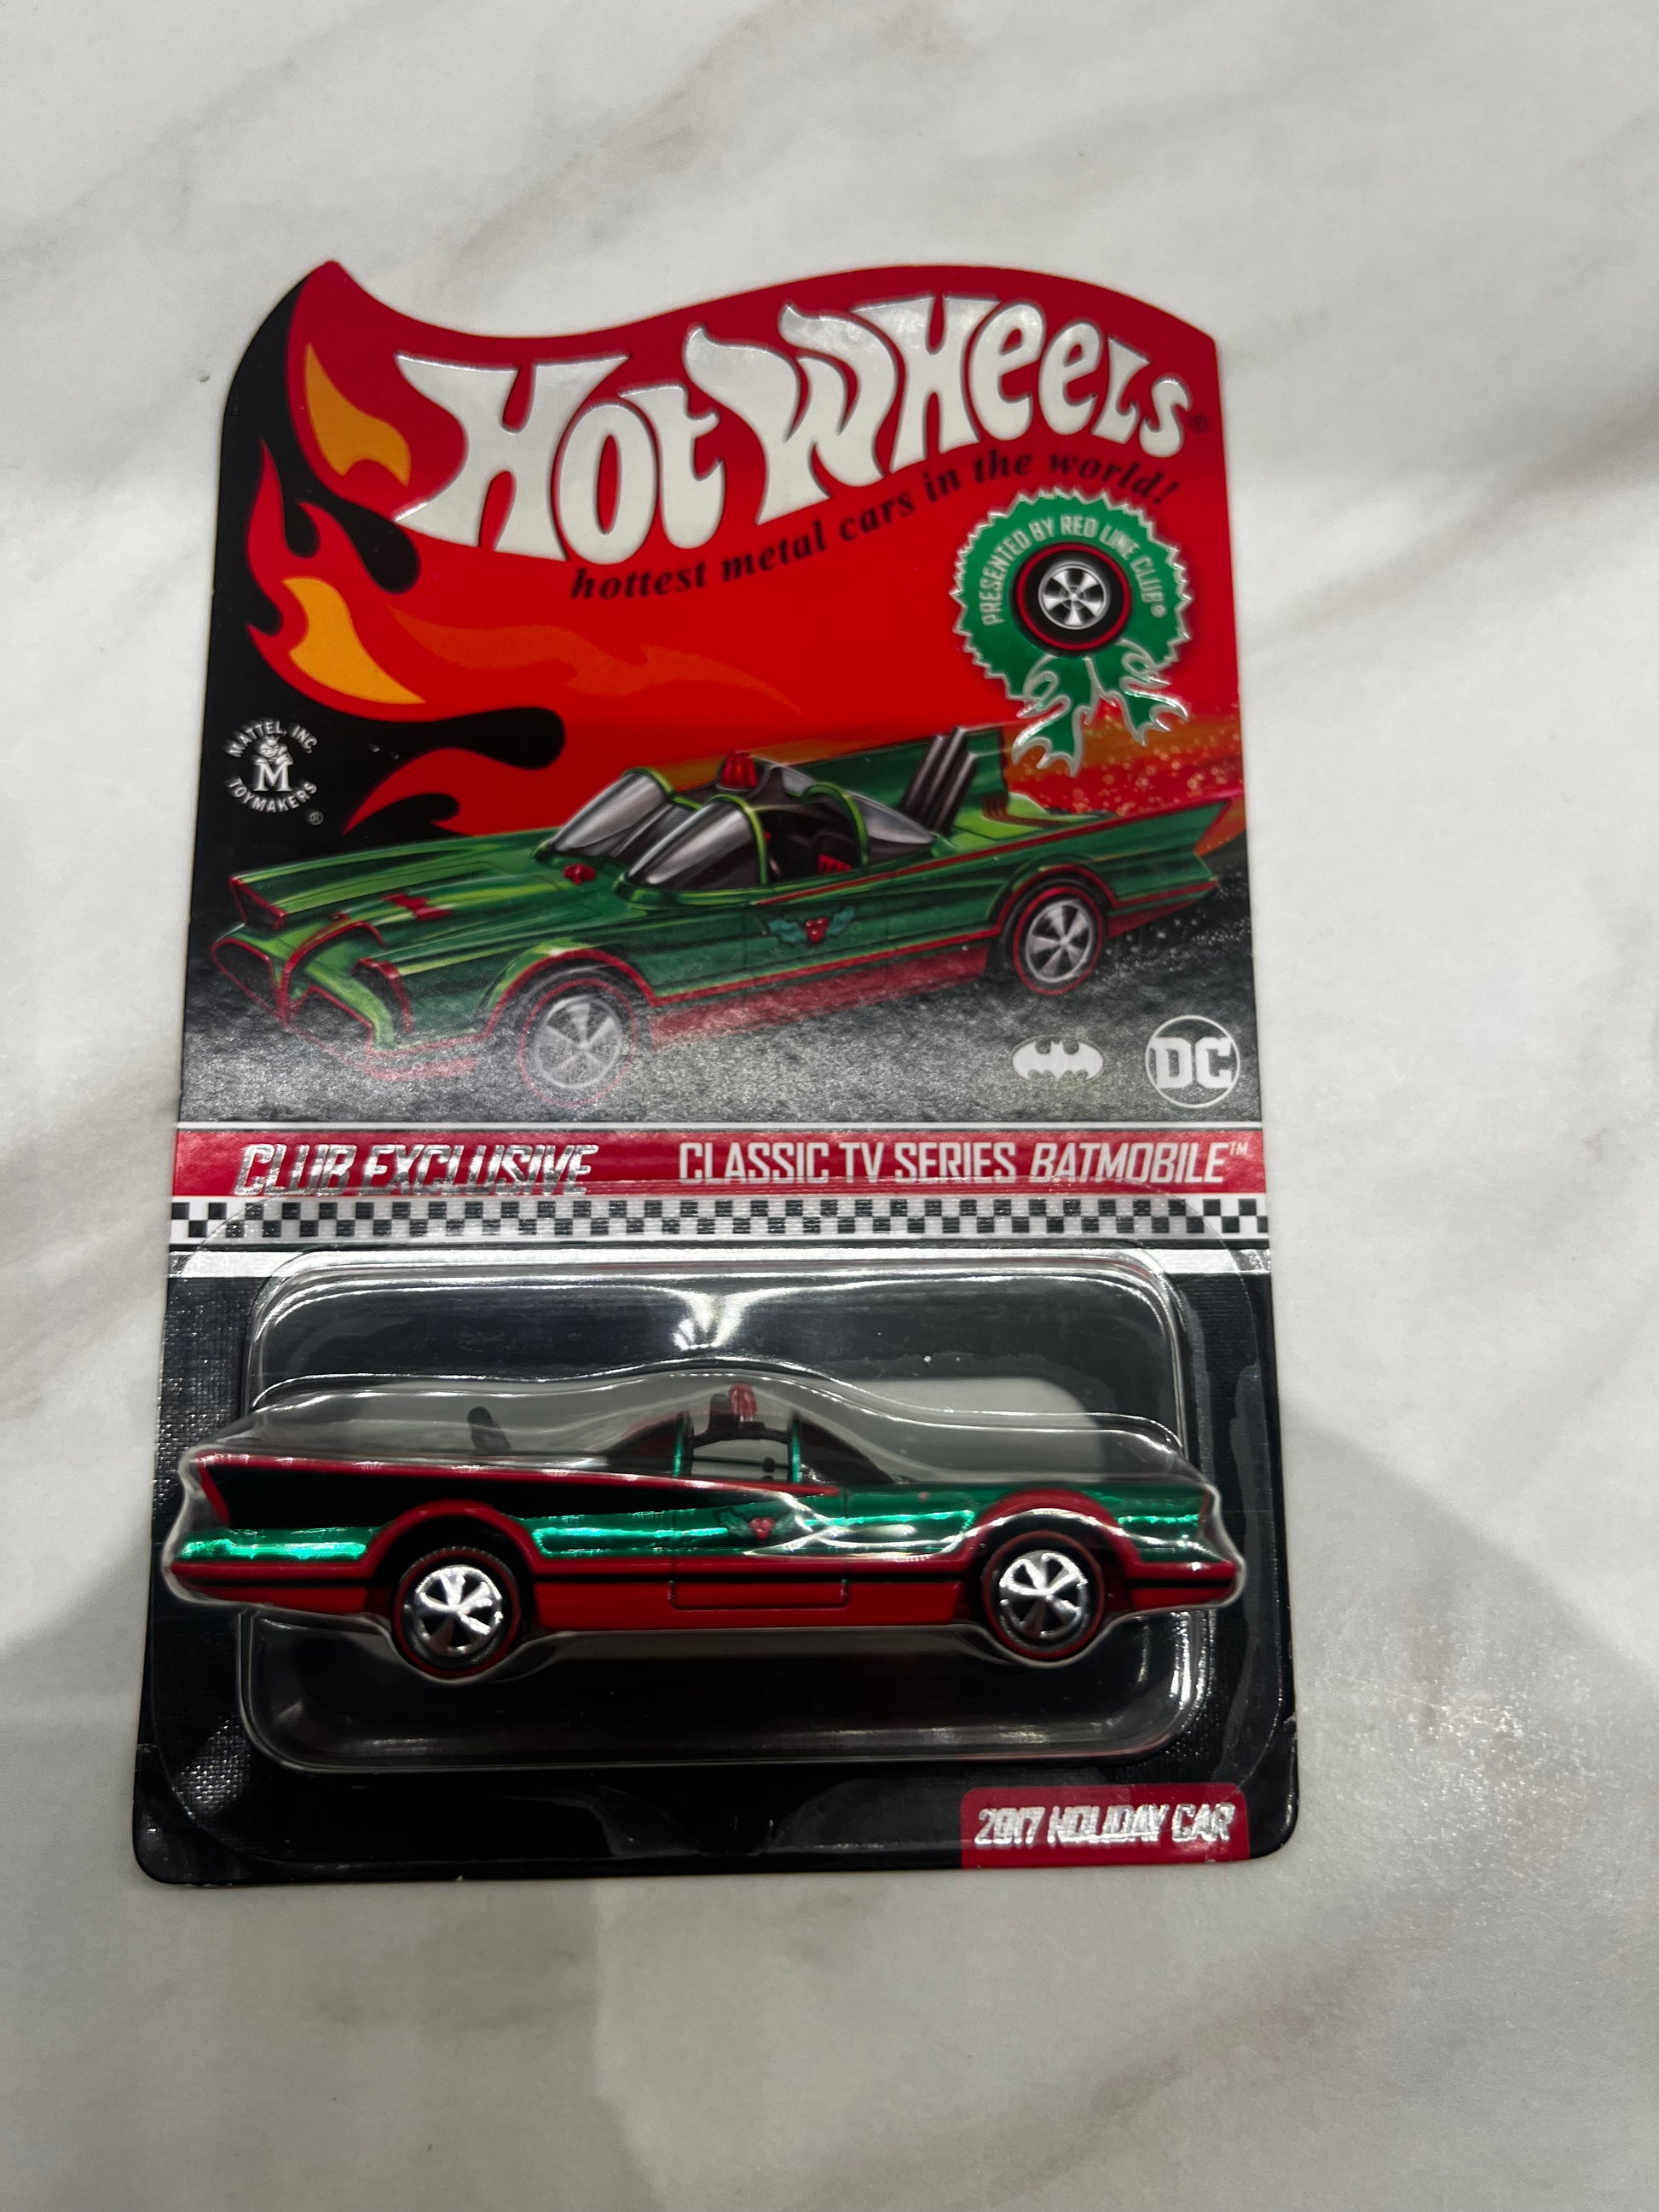 Hot Wheels®
hottest metal cars in the world!
PRESENTED BY RED LINE CLUB®
MATTEL, INC.
M
TOYMAKERS
®
DC
CLUB EXCLUSIVE
CLASSIC TV SERIES BATMOBILE™
2017 HOLIDAY CAR